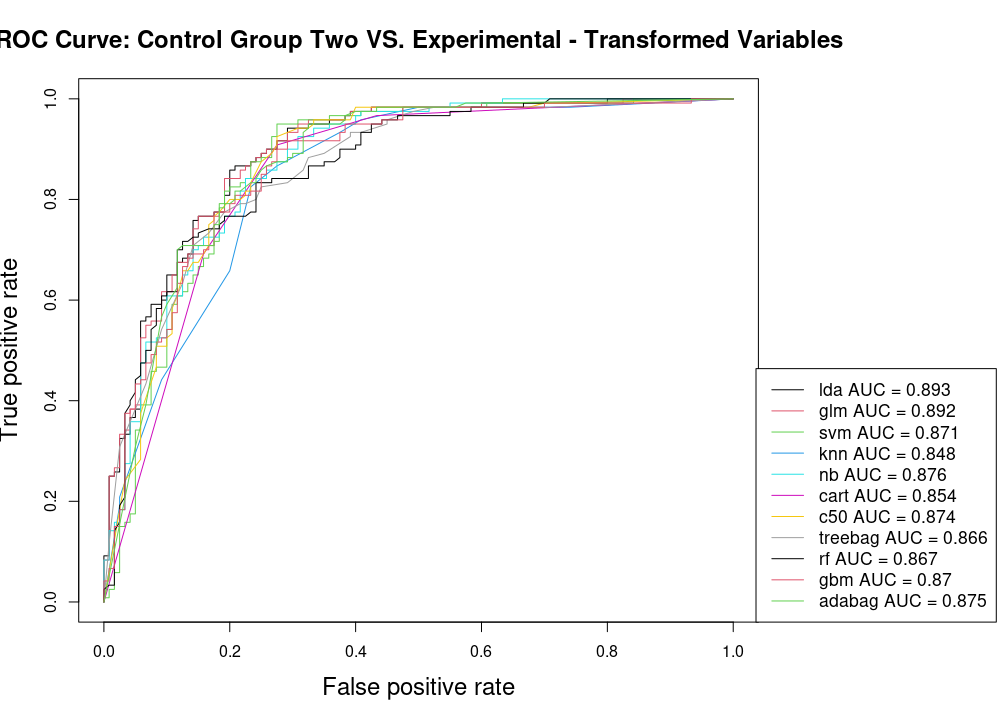 ROC Curve: Control Group Two VS. Experimental - Transformed Variables
True positive rate
1.0
0.8
0.6
0.4
0.2
0.0
0.0 0.2 0.4 0.6 0.8 1.0
False positive rate
lda AUC = 0.893
glm AUC = 0.892
svm AUC = 0.871
knn AUC = 0.848
nb AUC = 0.876
cart AUC = 0.854
c50 AUC = 0.874
treebag AUC = 0.866
rf AUC = 0.867
gbm AUC = 0.87
adabag AUC = 0.875